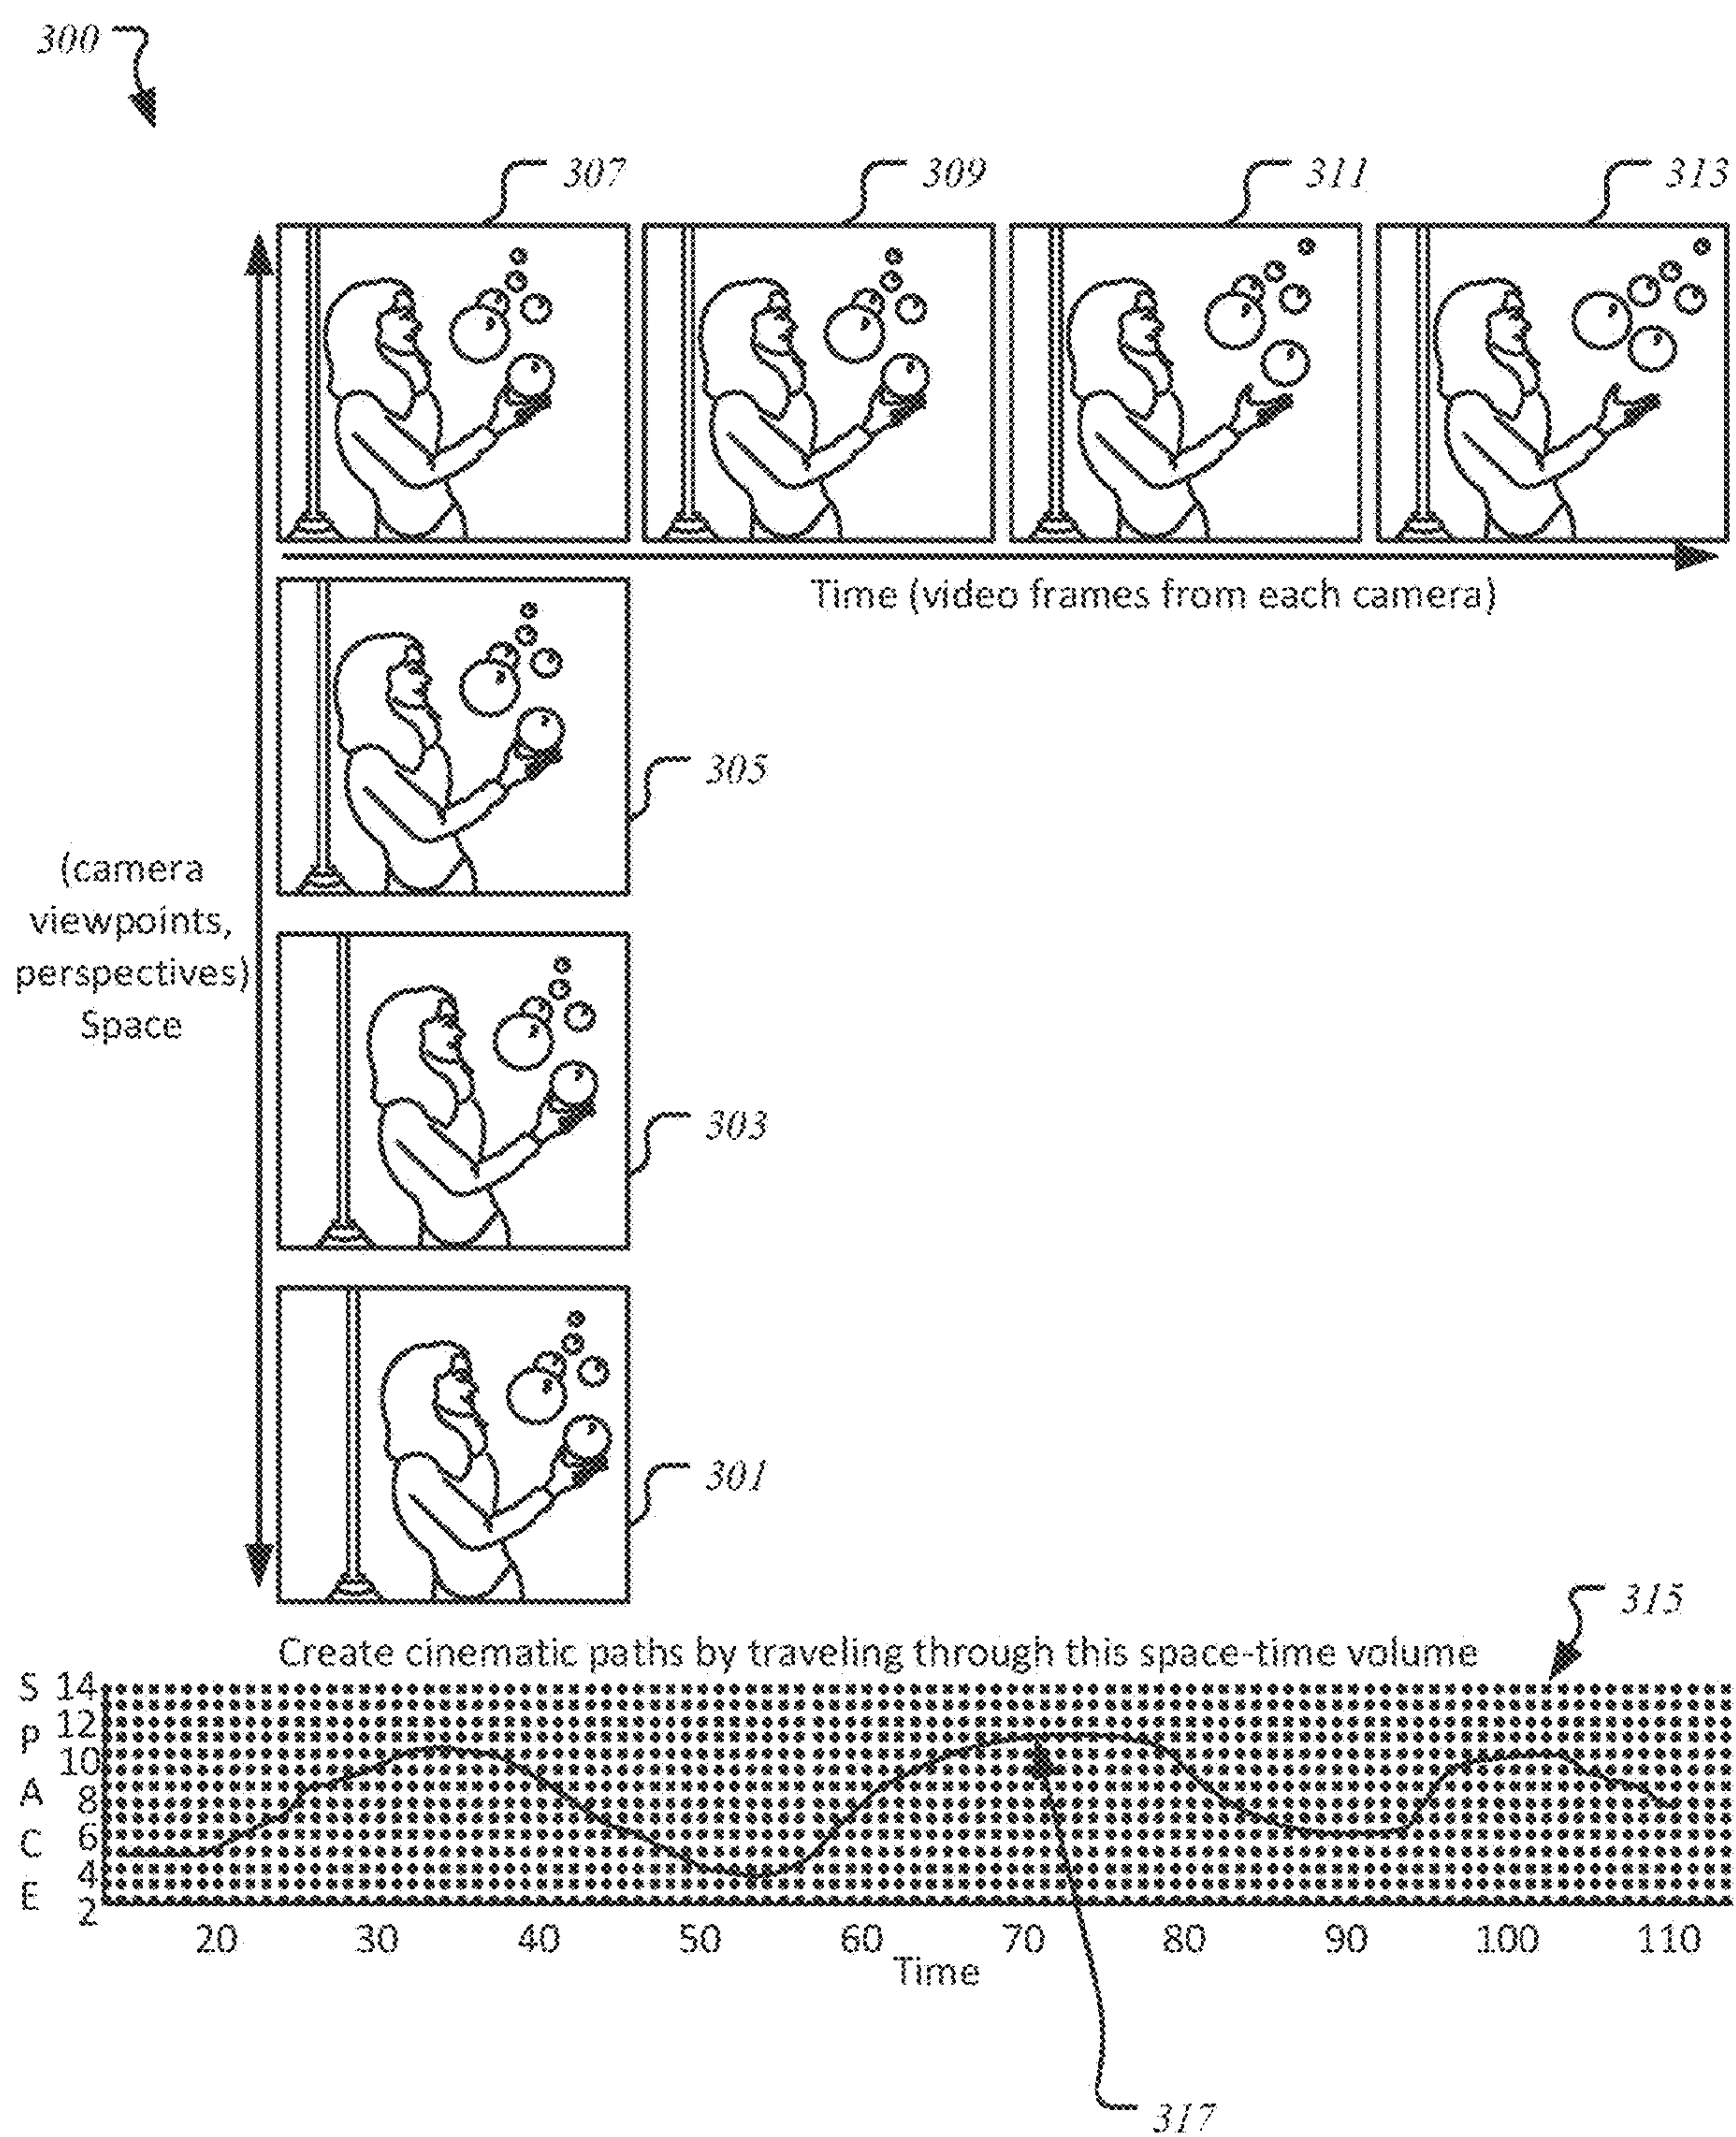 300
307
309
311
313
Time (video frames from each camera)
305
(camera
viewpoints,
perspectives)
Space
303
301
315
Create cinematic paths by traveling through this space-time volume
S
P
A
C
E
14
12
10
8
6
4
2
20 30 40 50 60 70 80 90 100 110
Time
317